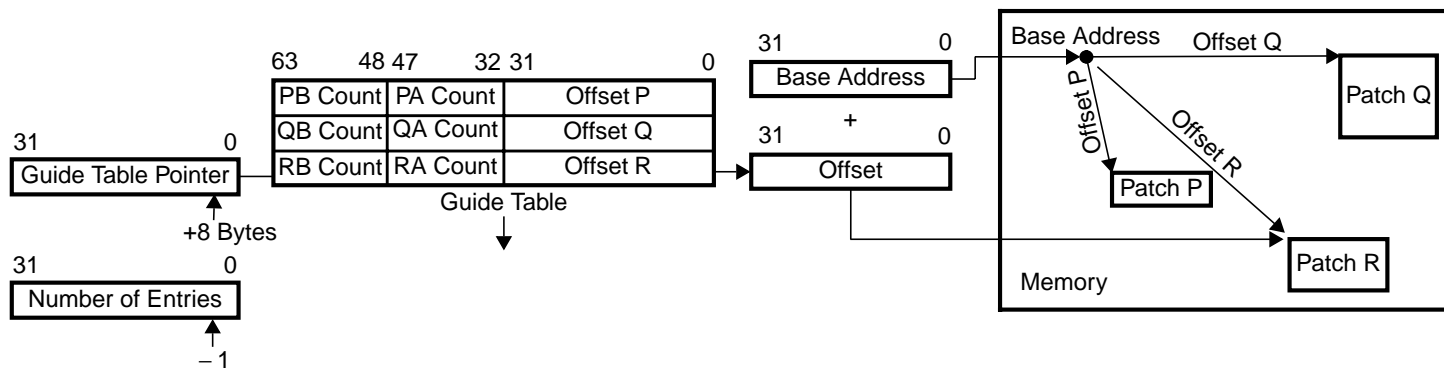 31 0
Guide Table Pointer
+8 Bytes
31 0
Number of Entries
– 1
63 48 47 32 31 0
PB Count PA Count Offset P
QB Count QA Count Offset Q
RB Count RA Count Offset R
Guide Table
31 0
Base Address
+
31 0
Offset
Base Address
Offset Q
Offset P
Offset R
Patch Q
Patch P
Patch R
Memory